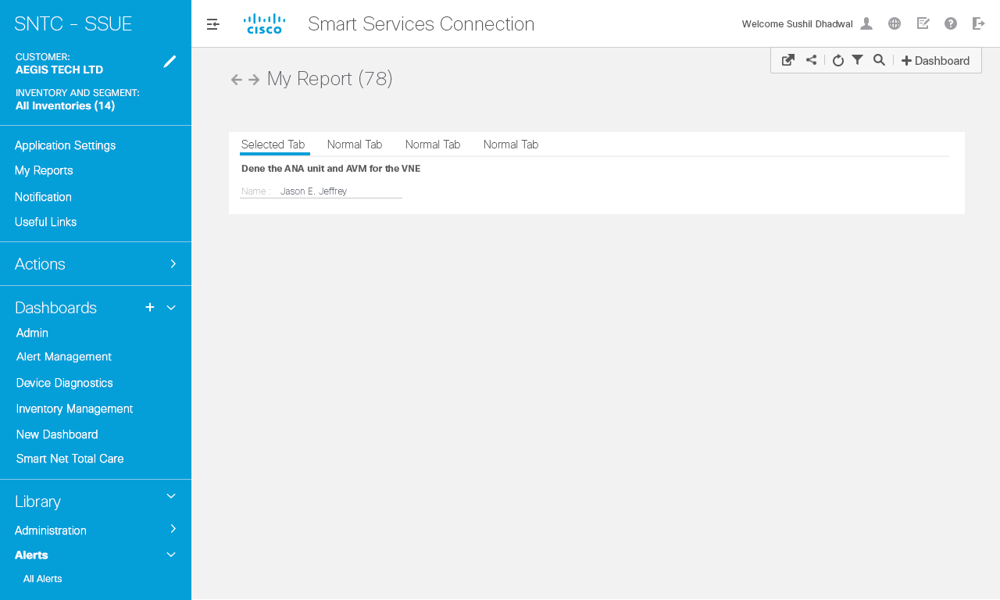 SNTC - SSUE
CUSTOMER:
AEGIS TECH LTD
INVENTORY AND SEGMENT:
All Inventories (14)
Application Settings
My Reports
Notification
Useful Links
Actions
Dashboards
Admin
Alert Management
Device Diagnostics
Inventory Management
New Dashboard
Smart Net Total Care
Library
Administration
Alerts
All Alerts
CISCO
Smart Services Connection
Welcome Sushil Dhadwal
Dashboard
My Report (78)
Selected Tab Normal Tab Normal Tab Normal Tab
Dene the ANA unit and AVM for the VNE
Name : Jason E. Jeffrey